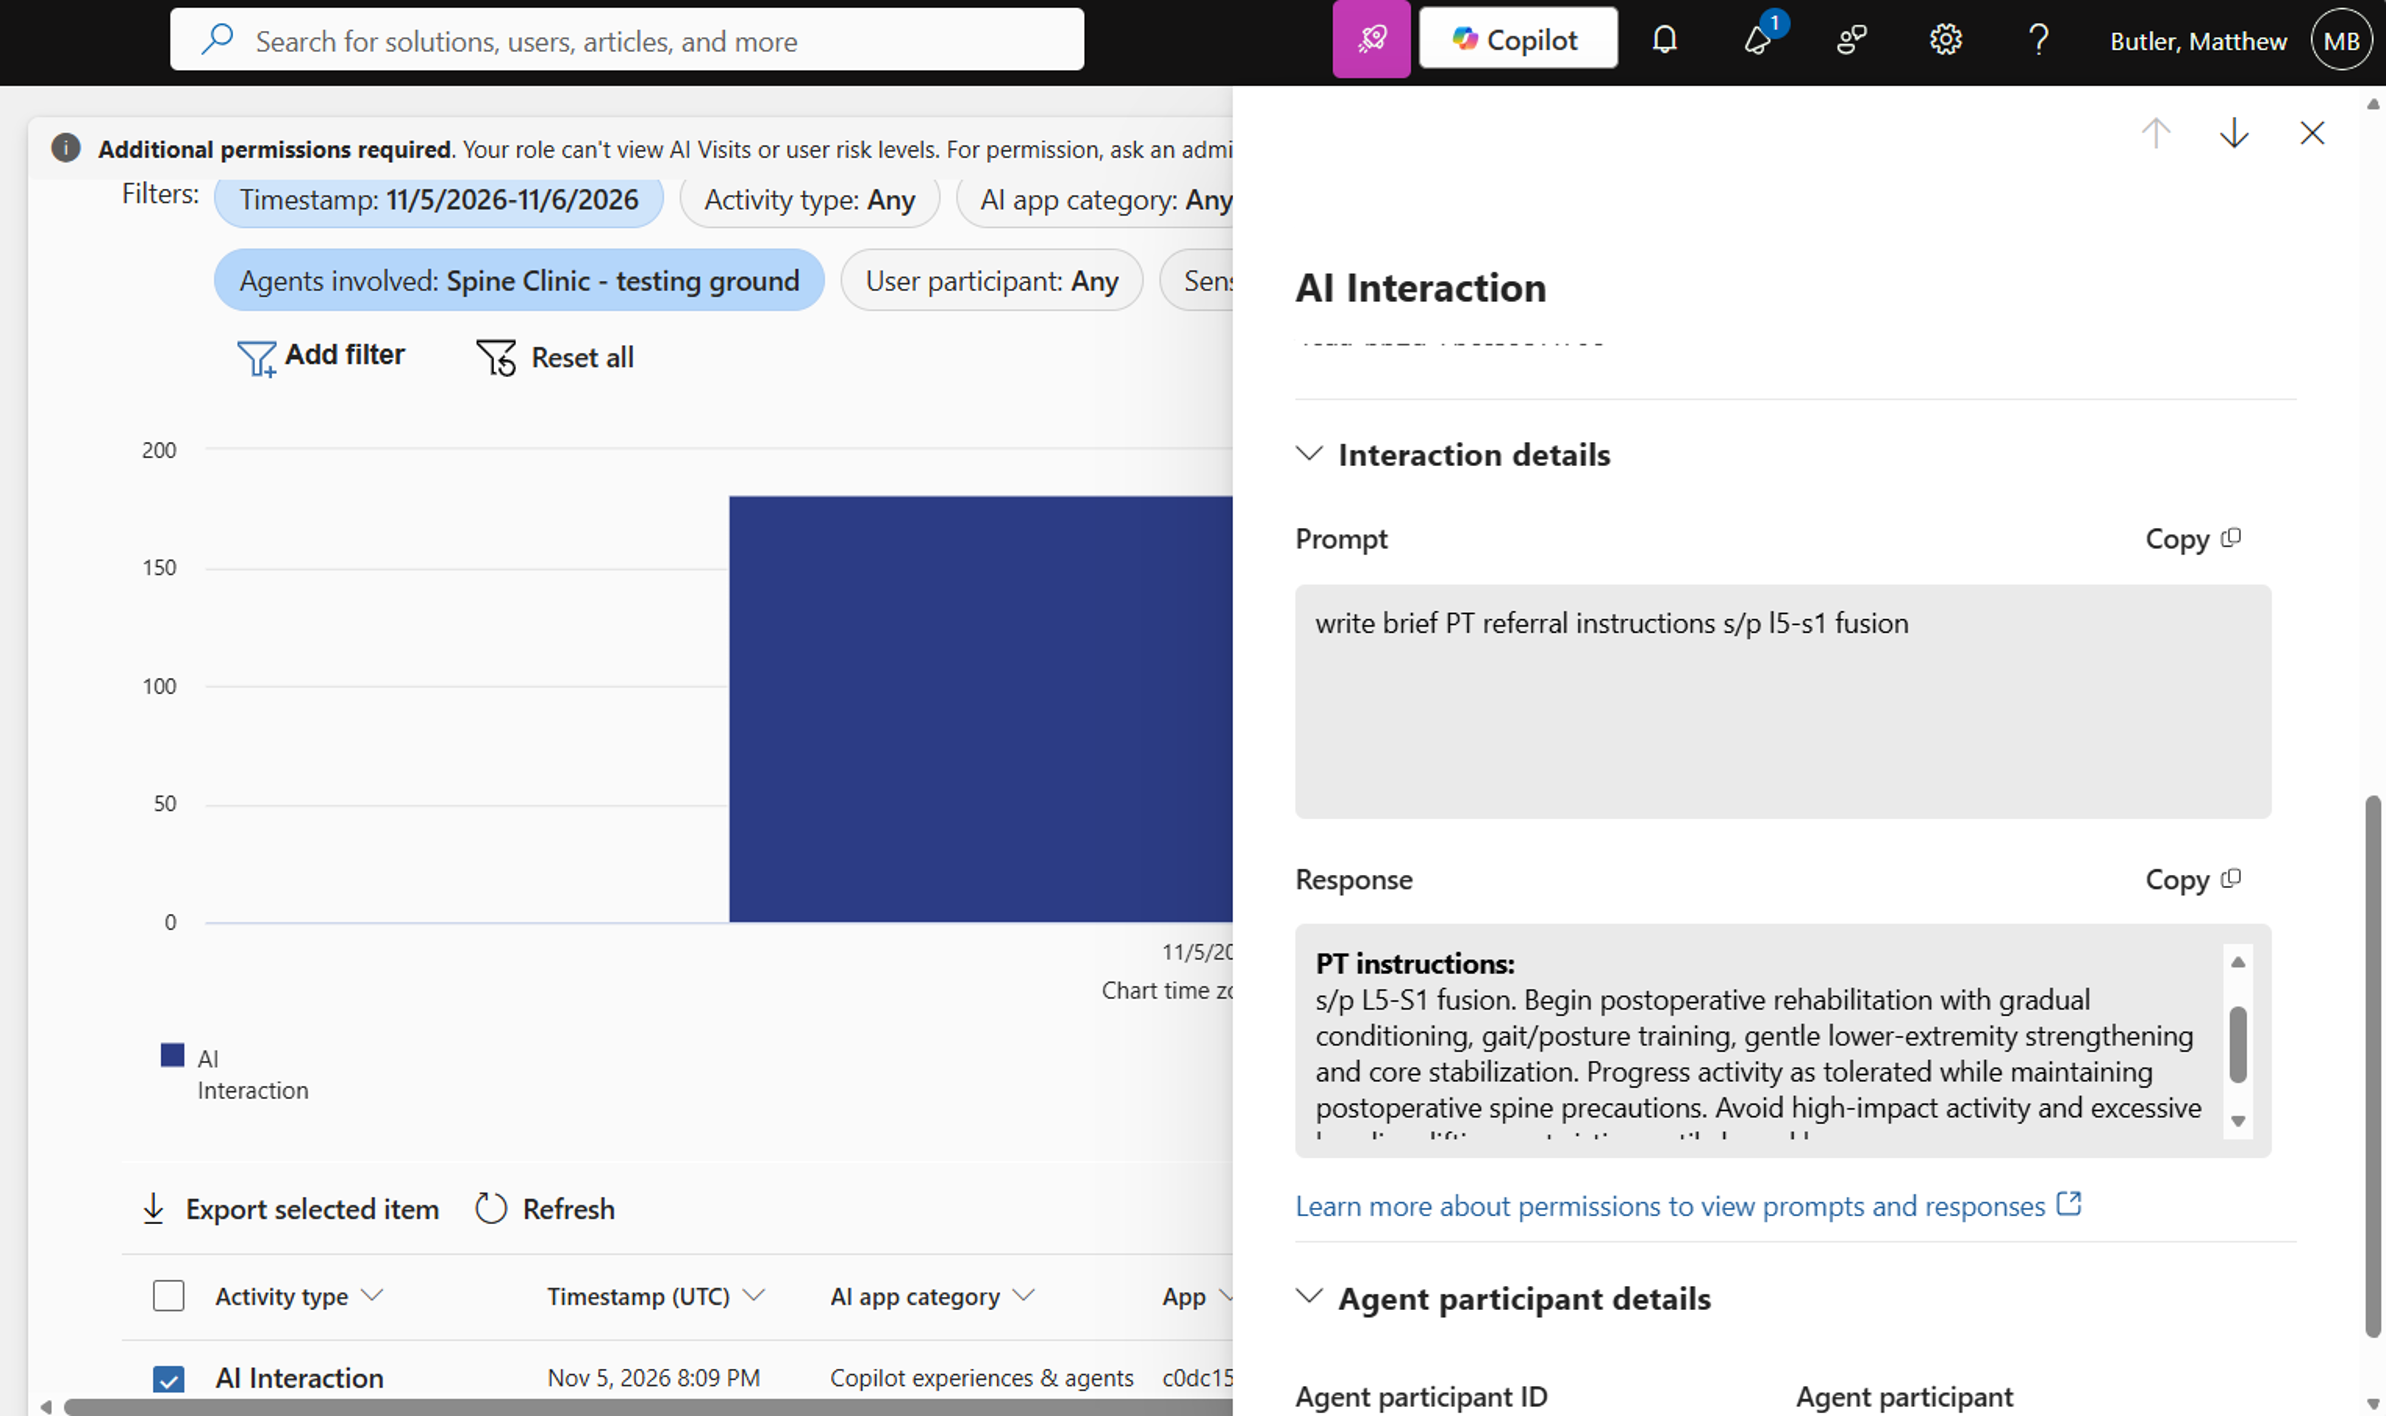 Search for solutions, users, articles, and more
Copilot
1
Butler, Matthew
MB
Additional permissions required. Your role can't view AI Visits or user risk levels. For permission, ask an admi
Filters:
Timestamp: 11/5/2026-11/6/2026
Activity type: Any
AI app category: Any
Agents involved: Spine Clinic - testing ground
User participant: Any
Sens
Add filter
Reset all
200
150
100
50
0
11/5/20
Chart time zo
AI
Interaction
Export selected item
Refresh
Activity type
Timestamp (UTC)
AI app category
App
AI Interaction
Nov 5, 2026 8:09 PM
Copilot experiences & agents
c0dc15
AI Interaction
Interaction details
Prompt
Copy
write brief PT referral instructions s/p l5-s1 fusion
Response
Copy
PT instructions:
s/p L5-S1 fusion. Begin postoperative rehabilitation with gradual
conditioning, gait/posture training, gentle lower-extremity strengthening
and core stabilization. Progress activity as tolerated while maintaining
postoperative spine precautions. Avoid high-impact activity and excessive
Learn more about permissions to view prompts and responses
Agent participant details
Agent participant ID
Agent participant